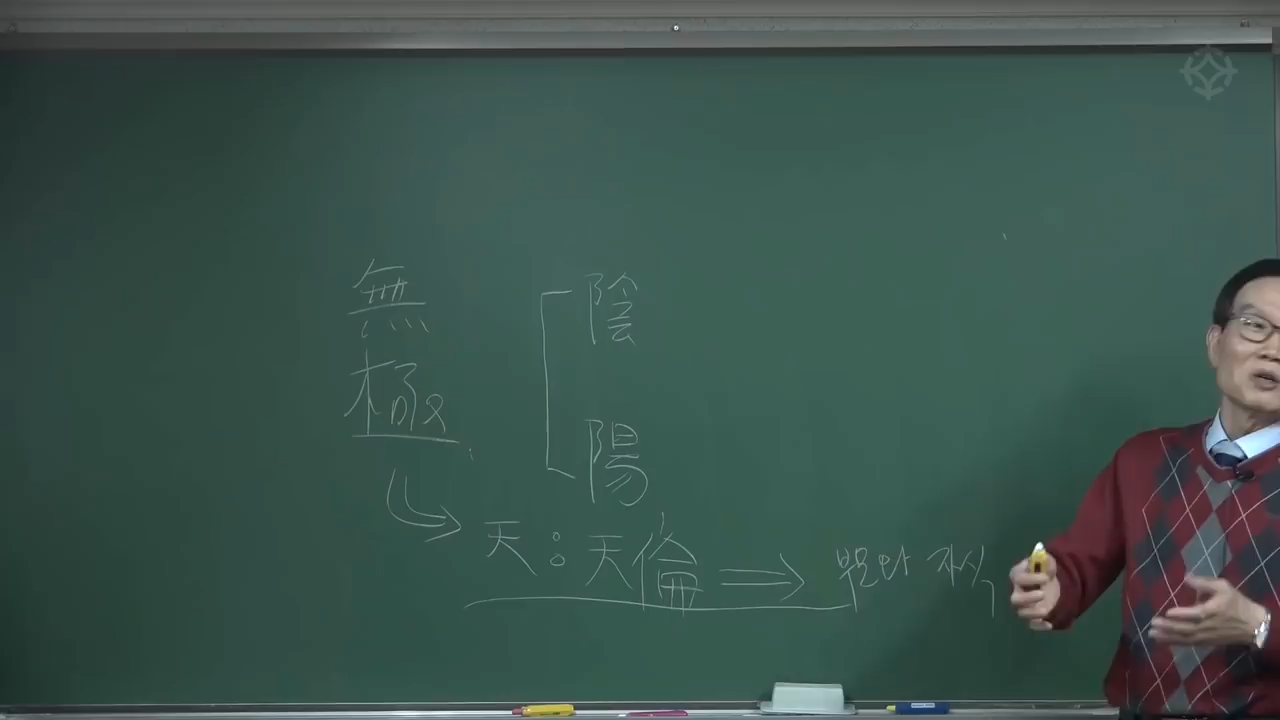 無極
陰
陽
天 : 天倫 ⇒ 부모와 자식